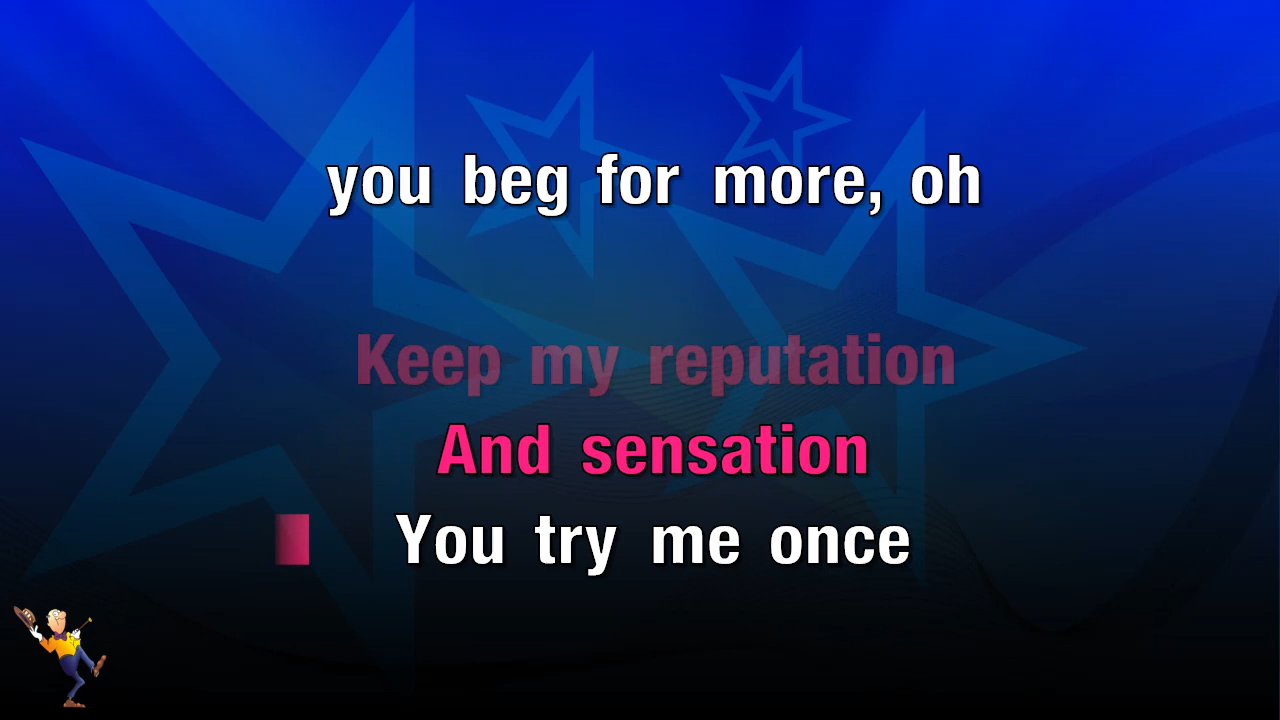 you beg for more, oh
Keep my reputation
And sensation
You try me once